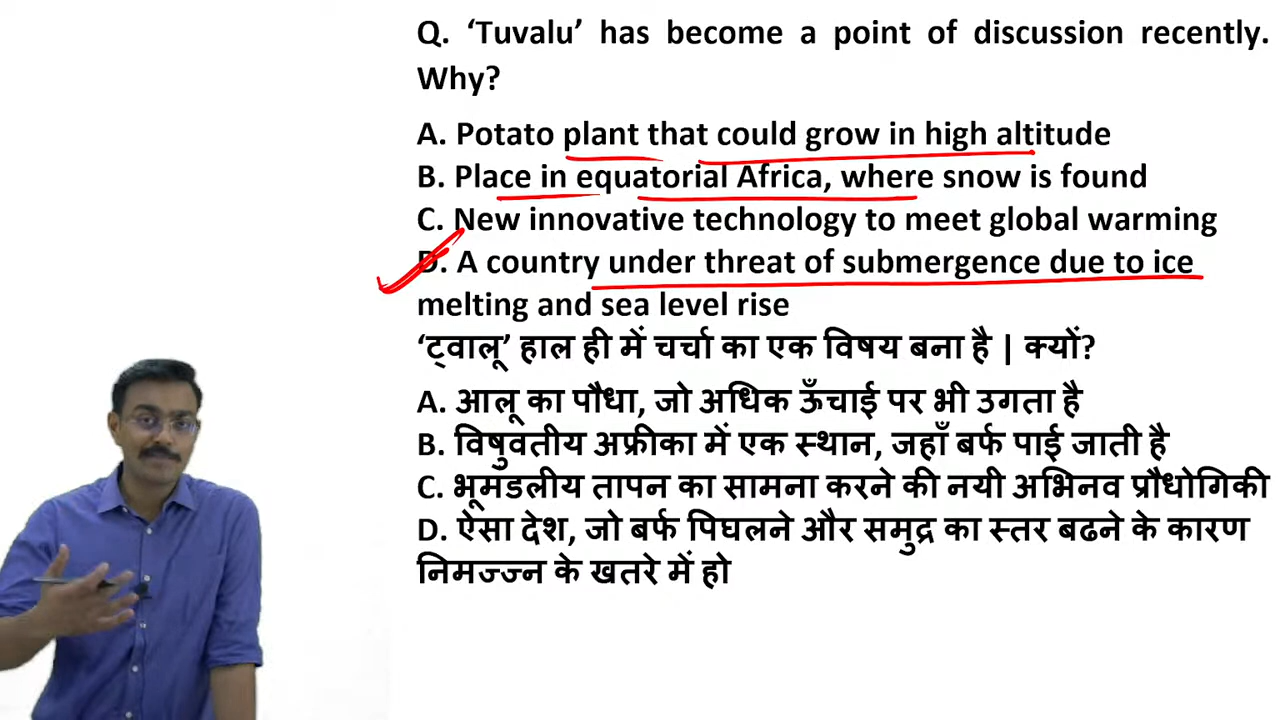 Q. ‘Tuvalu’ has become a point of discussion recently.
Why?
A. Potato plant that could grow in high altitude
B. Place in equatorial Africa, where snow is found
C. New innovative technology to meet global warming
D. A country under threat of submergence due to ice
melting and sea level rise
‘ट्वालू’ हाल ही में चर्चा का एक विषय बना है | क्यों?
A. आलू का पौधा, जो अधिक ऊँचाई पर भी उगता है
B. विषुवतीय अफ्रीका में एक स्थान, जहाँ बर्फ पाई जाती है
C. भूमडलीय तापन का सामना करने की नयी अभिनव प्रौधोगिकी
D. ऐसा देश, जो बर्फ पिघलने और समुद्र का स्तर बढने के कारण
निमज्ज्न के खतरे में हो